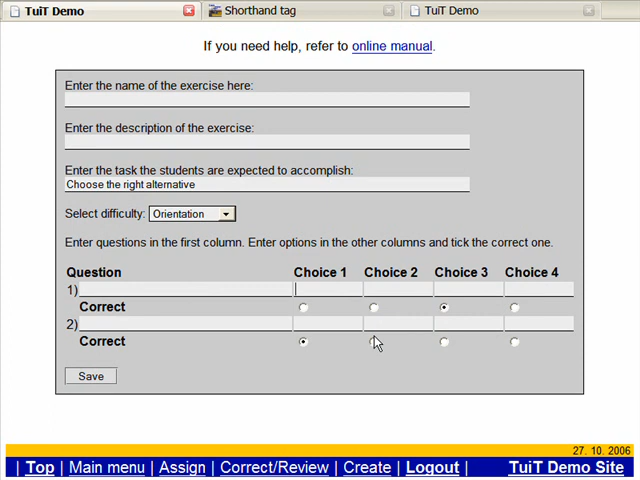 TuiT Demo Shorthand tag TuiT Demo
If you need help, refer to online manual.
Enter the name of the exercise here:
Enter the description of the exercise:
Enter the task the students are expected to accomplish:
Choose the right alternative
Select difficulty: Orientation
Enter questions in the first column. Enter options in the other columns and tick the correct one.
Question Choice 1 Choice 2 Choice 3 Choice 4
1)
Correct
2)
Correct
Save
27. 10. 2006
| Top | Main menu | Assign | Correct/Review | Create | Logout | TuiT Demo Site